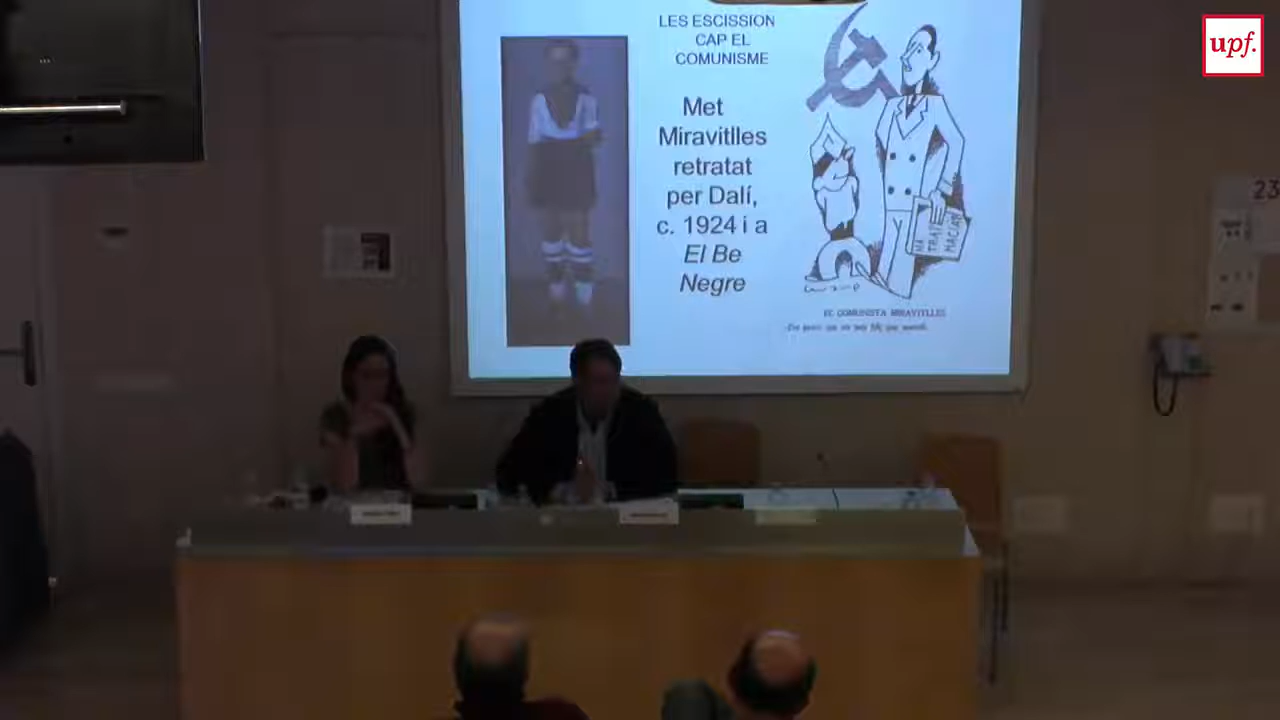 LES ESCISSION
CAP EL
COMUNISME
Met
Miravitlles
retratat
per Dalí,
c. 1924 i a
El Be
Negre
EL COMUNISTA MIRAVITLLES
upf.
23